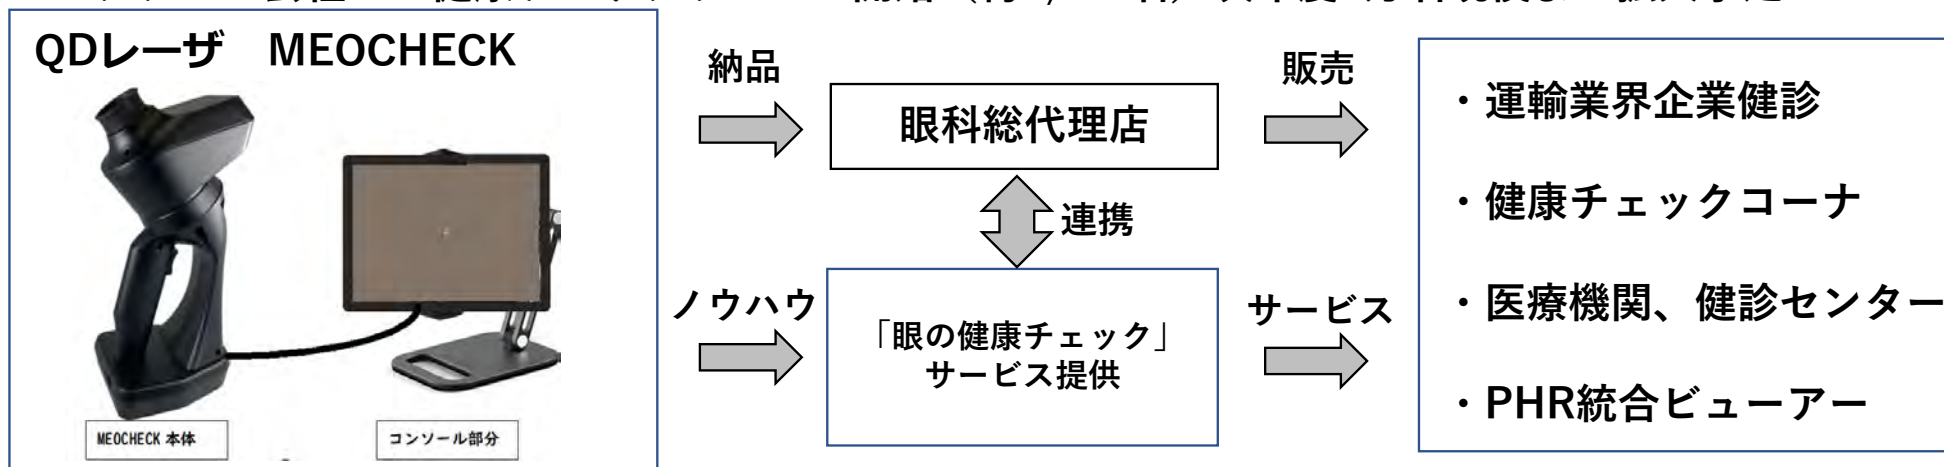 QDレーザ　MEOCHECK
MEOCHECK 本体
コンソール部分
納品
眼科総代理店
販売
連携
ノウハウ
「眼の健康チェック」
サービス提供
サービス
・運輸業界企業健診
・健康チェックコーナ
・医療機関、健診センター
・PHR統合ビューアー